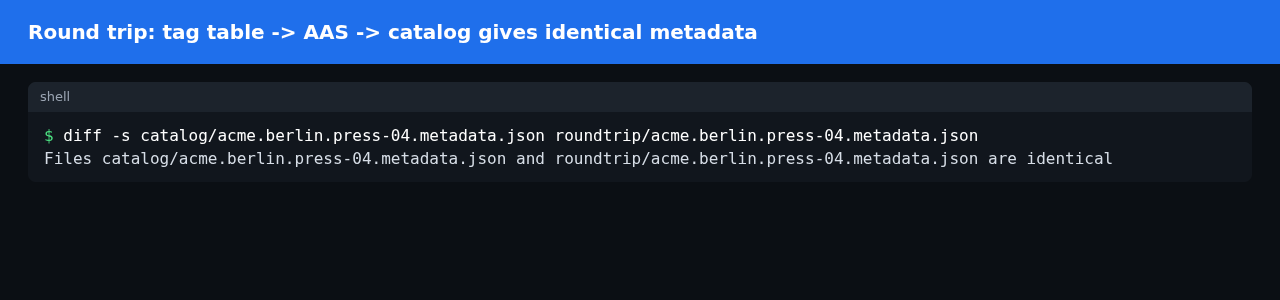 Round trip: tag table -> AAS -> catalog gives identical metadata
shell
$ diff -s catalog/acme.berlin.press-04.metadata.json roundtrip/acme.berlin.press-04.metadata.json
Files catalog/acme.berlin.press-04.metadata.json and roundtrip/acme.berlin.press-04.metadata.json are identical